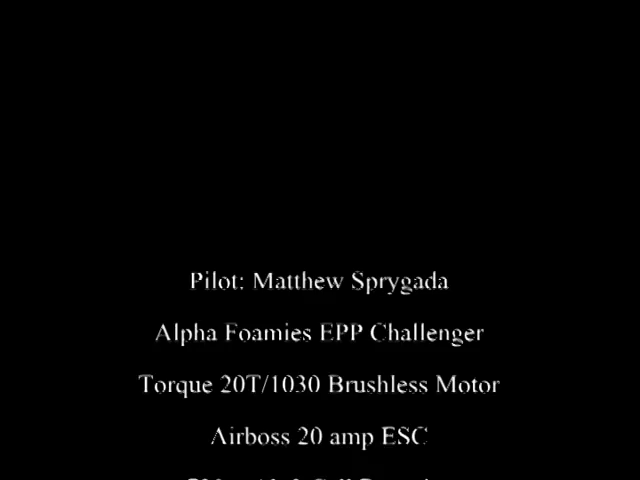 Pilot: Matthew Sprygada
Alpha Foamies EPP Challenger
Torque 20T/1030 Brushless Motor
Airboss 20 amp ESC